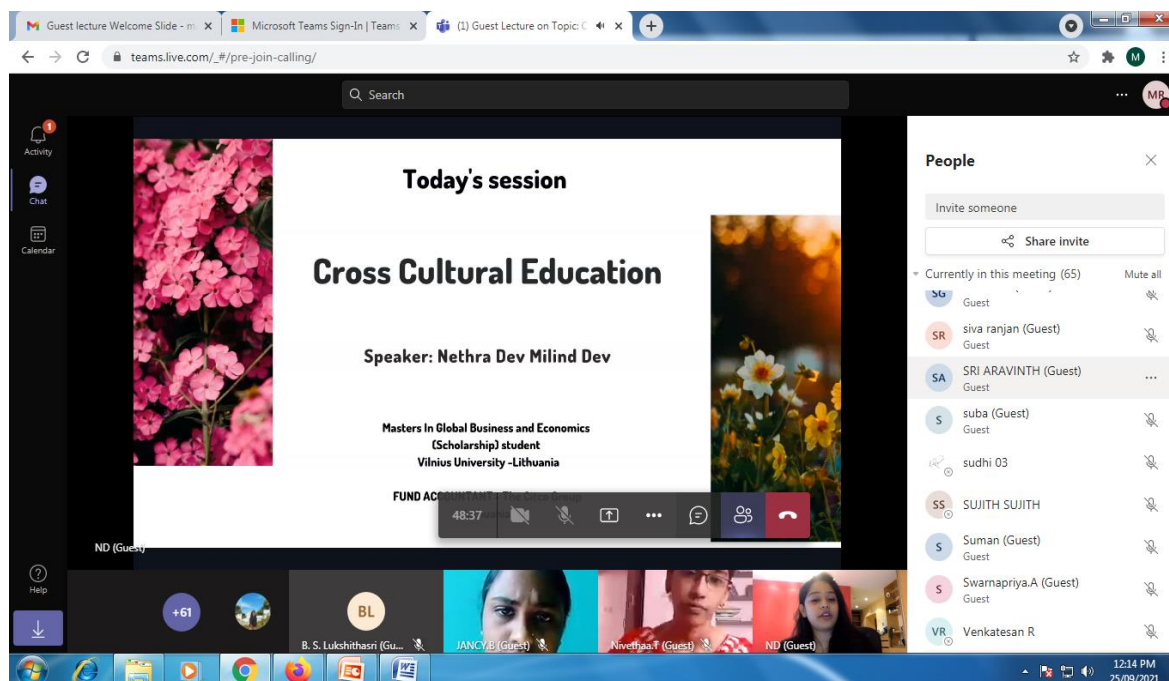 Guest lecture Welcome Slide - m
Microsoft Teams Sign-In | Teams
(1) Guest Lecture on Topic: C
teams.live.com/_#/pre-join-calling/
M
Search
MR
1
Activity
Chat
Calendar
Help
Today's session
Cross Cultural Education
Speaker: Nethra Dev Milind Dev
Masters In Global Business and Economics
(Scholarship) student
Vilnius University -Lithuania
FUND ACCOUNTANT - The Citco Group
48:37
ND (Guest)
+61
BL
B. S. Lukshithasri (Gu...
JANCY.B (Guest)
Nivethaa.T (Guest)
ND (Guest)
People
Invite someone
Share invite
Currently in this meeting (65)
Mute all
SG
Guest
SR
siva ranjan (Guest)
Guest
SA
SRI ARAVINTH (Guest)
Guest
S
suba (Guest)
Guest
sudhi 03
SS
SUJITH SUJITH
S
Suman (Guest)
Guest
S
Swarnapriya.A (Guest)
Guest
VR
Venkatesan R
12:14 PM
25/09/2021